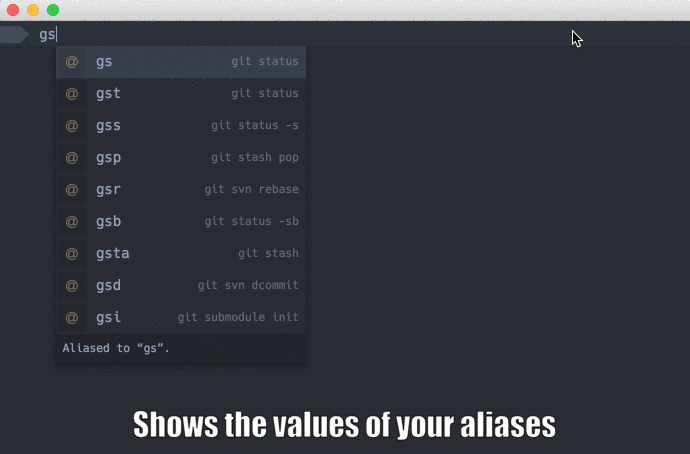 gs
@ gs git status
@ gst git status
@ gss git status -s
@ gsp git stash pop
@ gsr git svn rebase
@ gsb git status -sb
@ gsta git stash
@ gsd git svn dcommit
@ gsi git submodule init
Aliased to “gs”.
Shows the values of your aliases